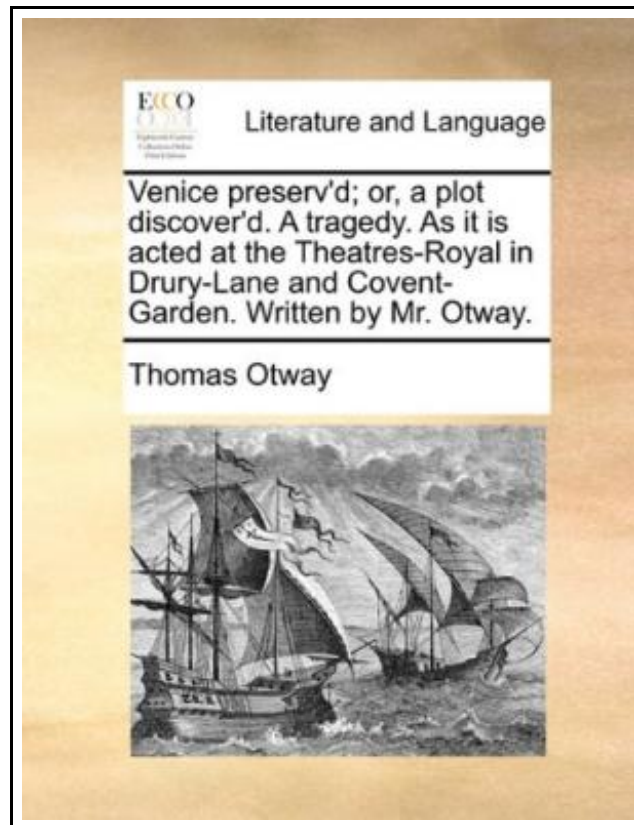 ECCO
Literature and Language
Venice preserv'd; or, a plot
discover'd. A tragedy. As it is
acted at the Theatres-Royal in
Drury-Lane and Covent-
Garden. Written by Mr. Otway.
Thomas Otway